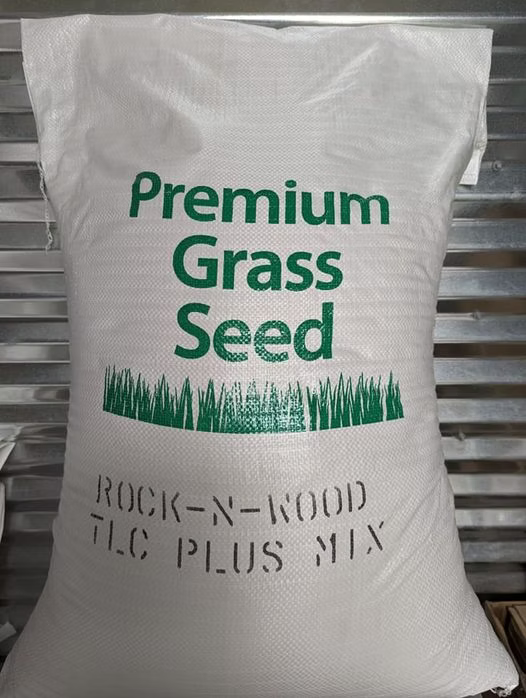 Premium
Grass
Seed
ROCK-N-WOOD
TLC PLUS MIX